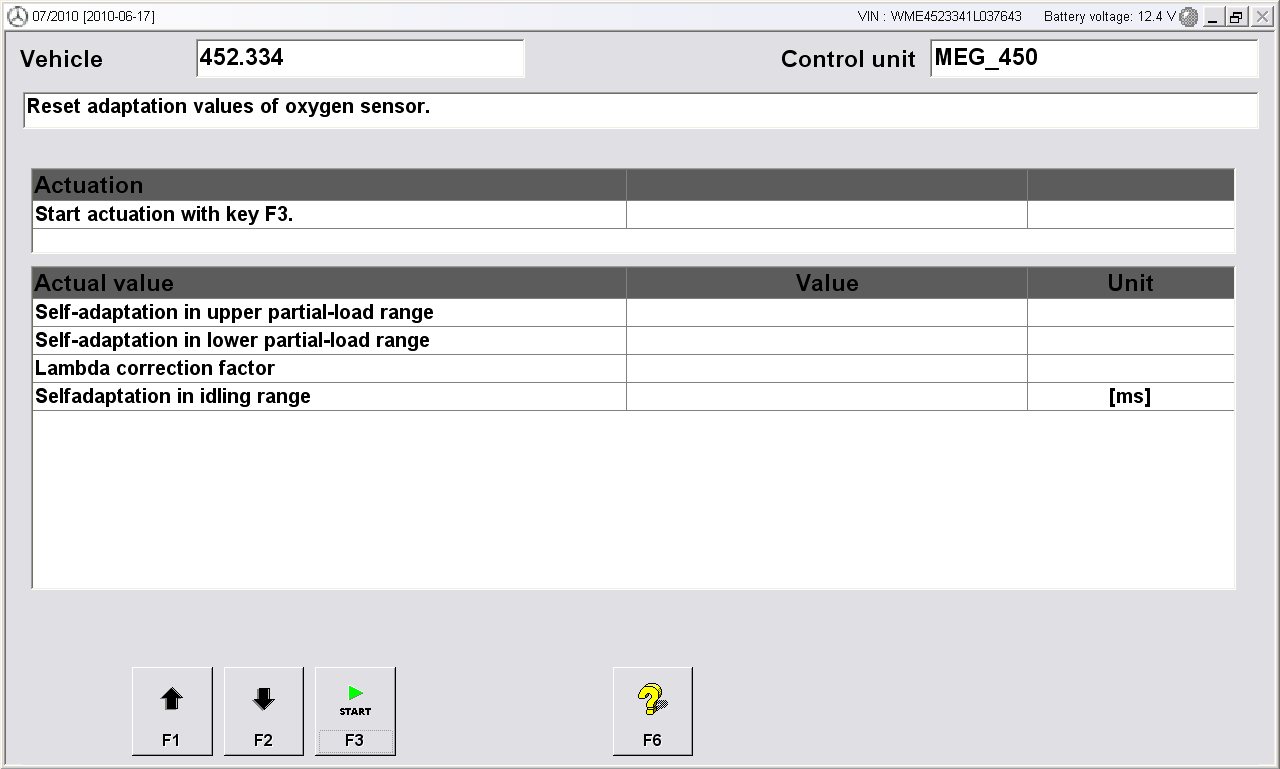 07/2010 [2010-06-17] VIN : WME4523341L037643 Battery voltage: 12.4 V
Vehicle 452.334 Control unit MEG_450
Reset adaptation values of oxygen sensor.
Actuation
Start actuation with key F3.
Actual value Value Unit
Self-adaptation in upper partial-load range
Self-adaptation in lower partial-load range
Lambda correction factor
Selfadaptation in idling range [ms]
START
F1 F2 F3 F6